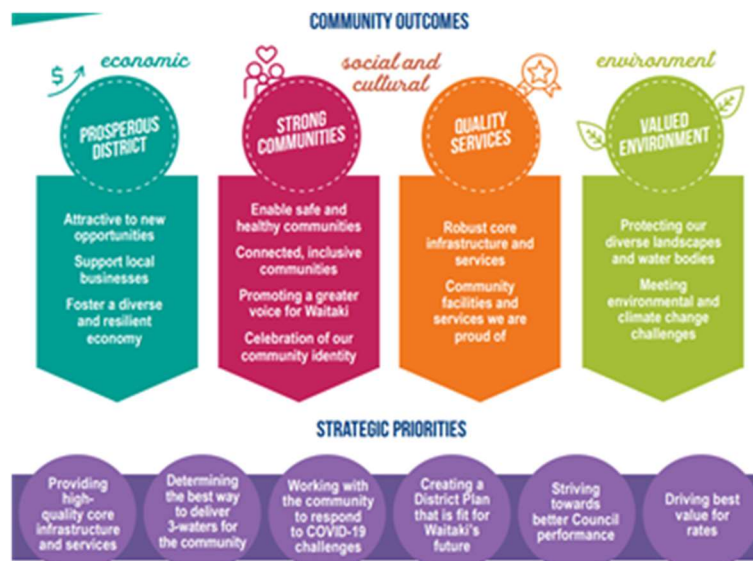 COMMUNITY OUTCOMES
economic
social and
cultural
environment
$
PROSPEROUS
DISTRICT
STRONG
COMMUNITIES
QUALITY
SERVICES
VALUED
ENVIRONMENT
Attractive to new
opportunities
Support local
businesses
Foster a diverse
and resilient
economy
Enable safe and
healthy communities
Connected, inclusive
communities
Promoting a greater
voice for Waitaki
Celebration of our
community identity
Robust core
infrastructure and
services
Community
facilities and
services we are
proud of
Protecting our
diverse landscapes
and water bodies
Meeting
environmental and
climate change
challenges
STRATEGIC PRIORITIES
Providing
high-
quality core
infrastructure
and services
Determining
the best way
to deliver
3-waters for
the community
Working with
the community
to respond
to COVID-19
challenges
Creating a
District Plan
that is fit for
Waitaki's
future
Striving
towards
better Council
performance
Driving best
value for
rates